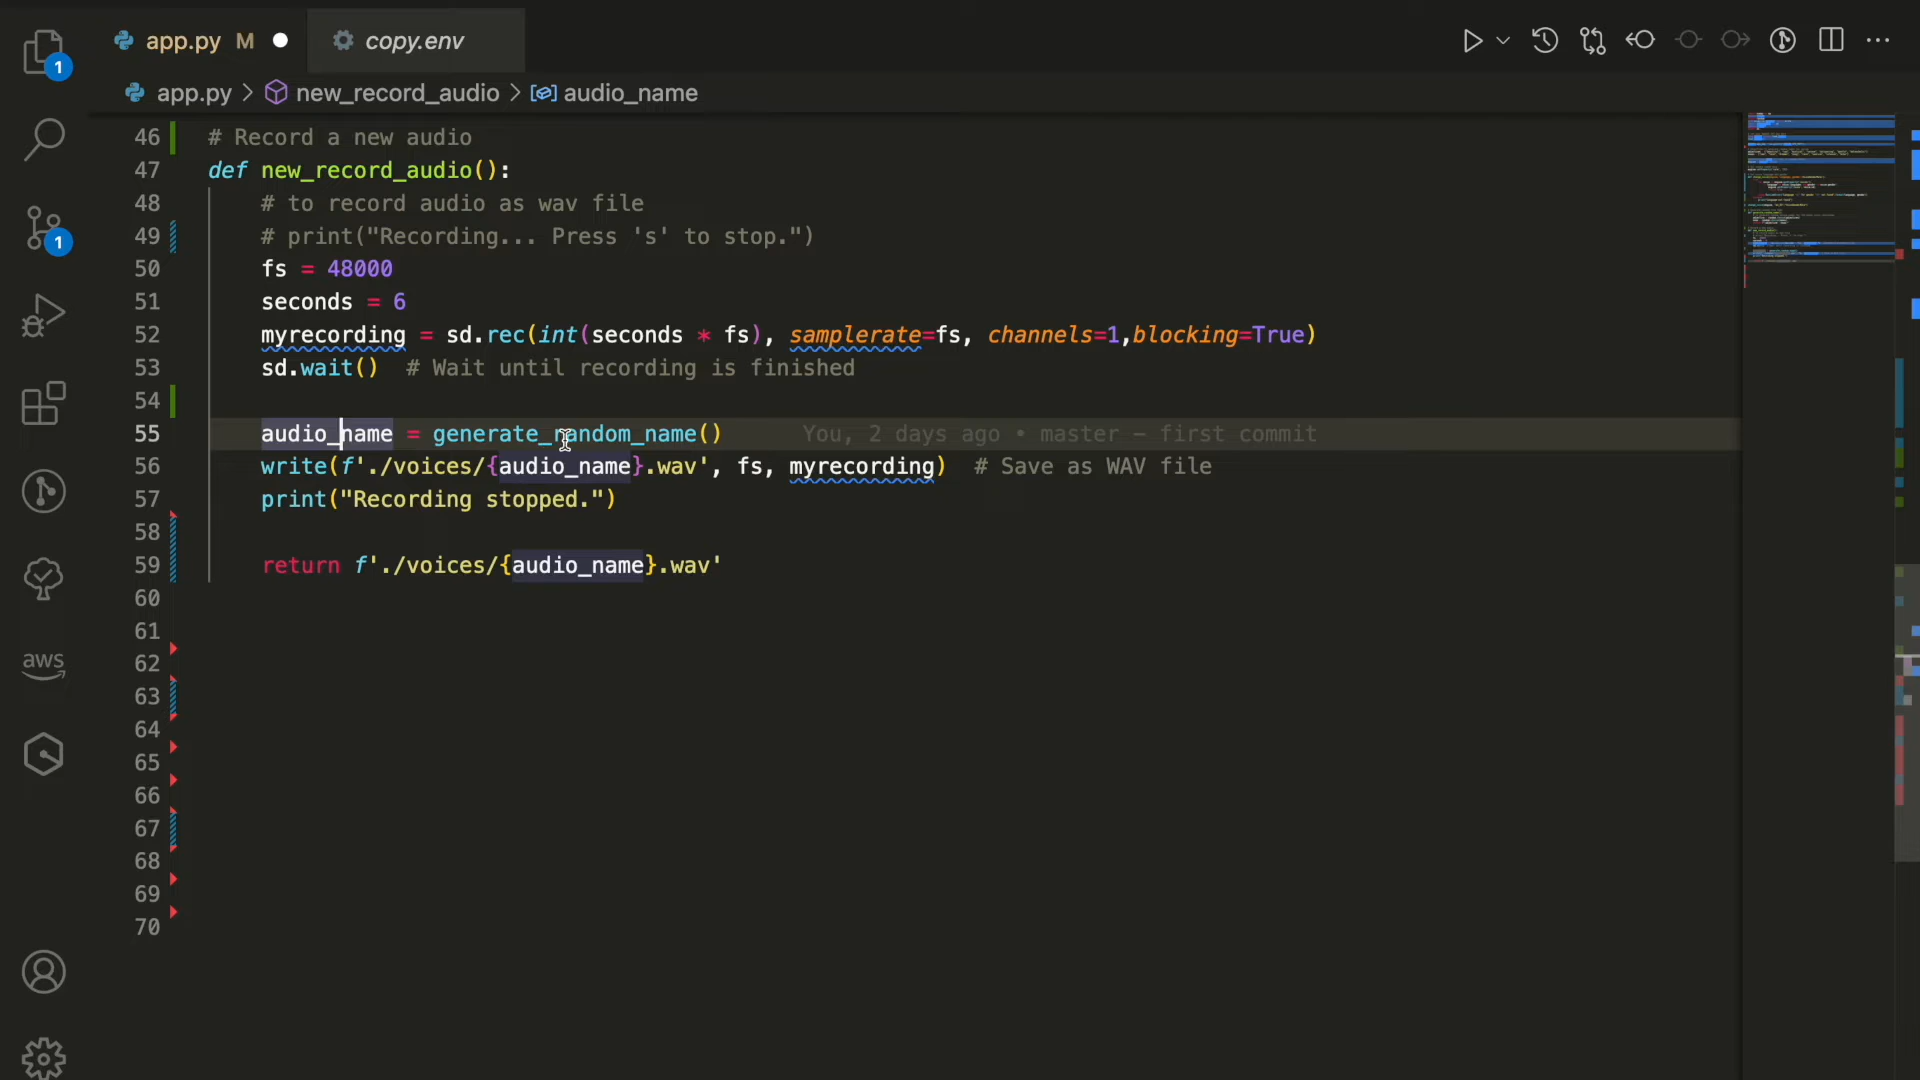 app.py M
copy.env
app.py > new_record_audio > audio_name
1
1
aws
46 # Record a new audio
47 def new_record_audio():
48 # to record audio as wav file
49 # print("Recording... Press 's' to stop.")
50 fs = 48000
51 seconds = 6
52 myrecording = sd.rec(int(seconds * fs), samplerate=fs, channels=1,blocking=True)
53 sd.wait() # Wait until recording is finished
54
55 audio_name = generate_random_name() You, 2 days ago • master — first commit
56 write(f'./voices/{audio_name}.wav', fs, myrecording) # Save as WAV file
57 print("Recording stopped.")
58
59 return f'./voices/{audio_name}.wav'
60
61
62
63
64
65
66
67
68
69
70